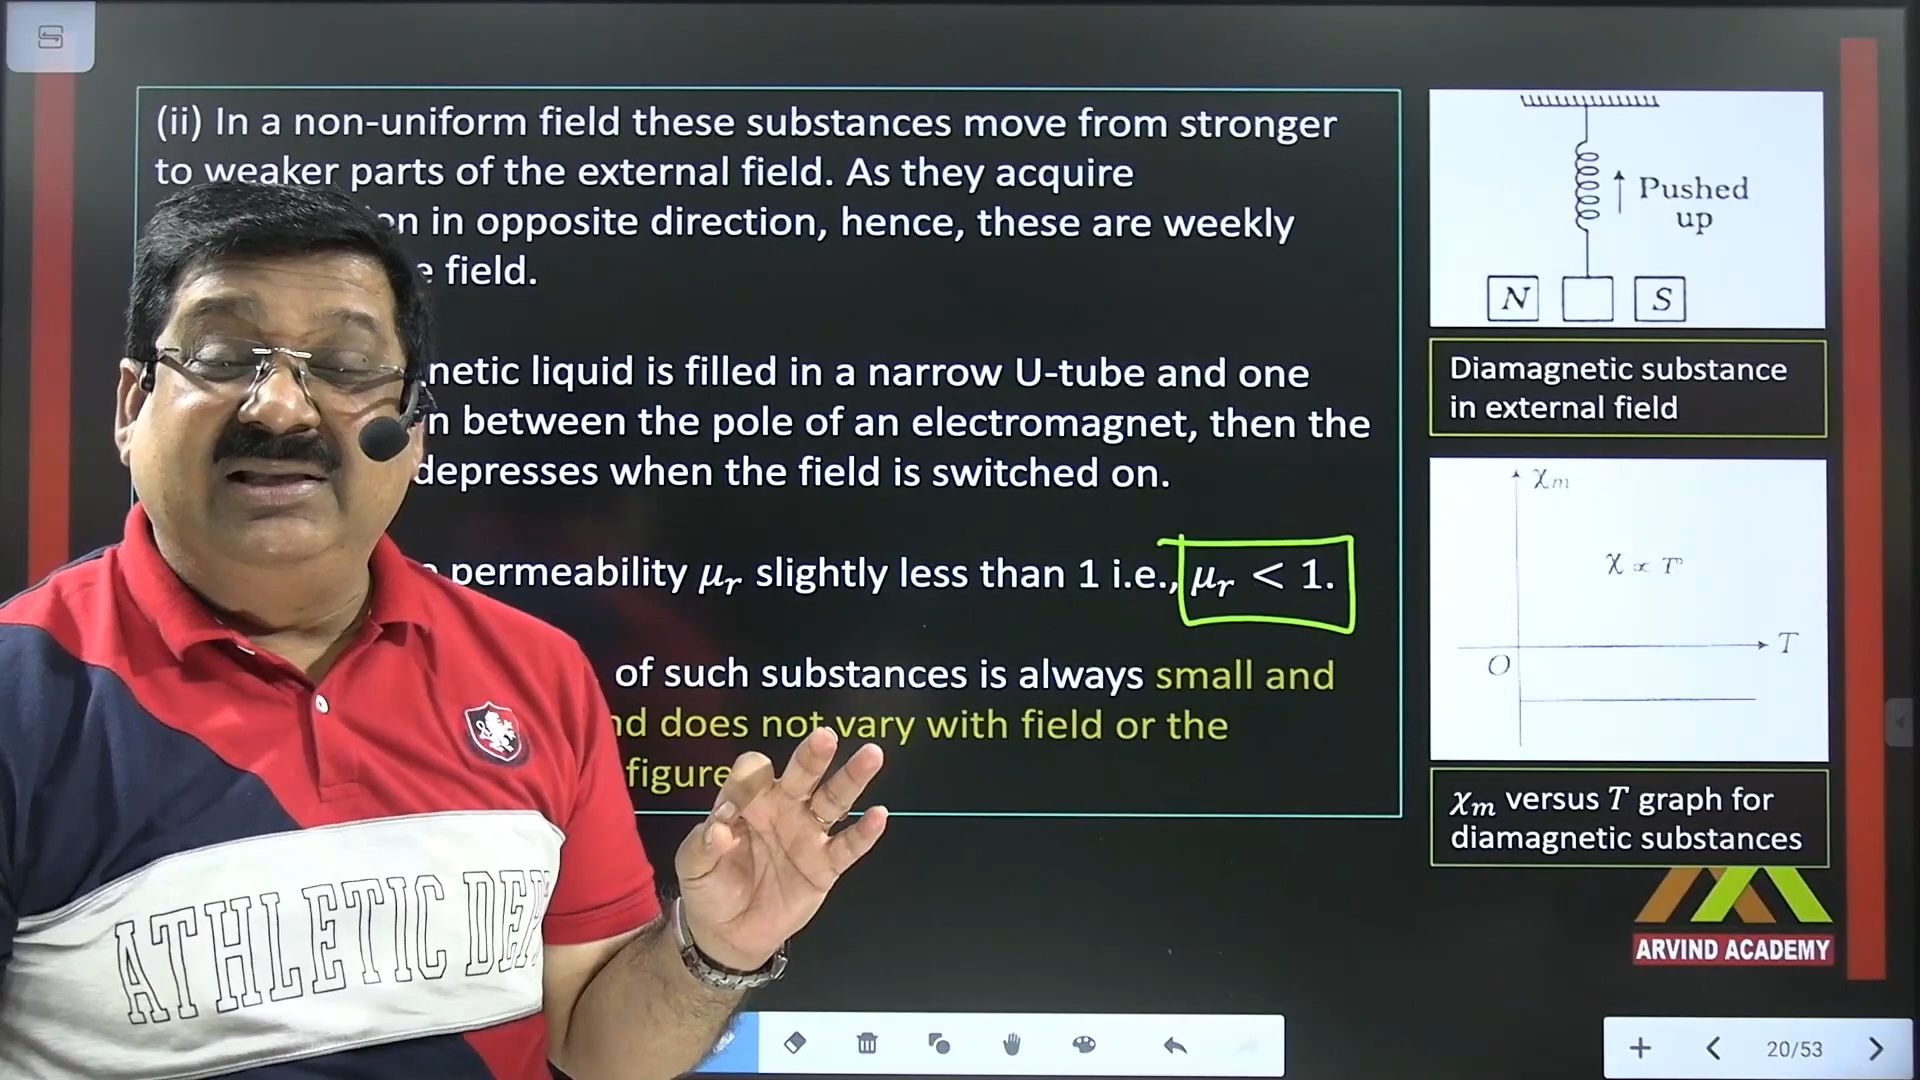 (ii) In a non-uniform field these substances move from stronger
to weaker parts of the external field. As they acquire
in opposite direction, hence, these are weekly
field.
netic liquid is filled in a narrow U-tube and one
between the pole of an electromagnet, then the
depresses when the field is switched on.
permeability μᵣ slightly less than 1 i.e., μᵣ < 1.
of such substances is always small and
does not vary with field or the
figure
Pushed
up
N
S
Diamagnetic substance
in external field
χₘ
χ ∝ T°
T
O
χₘ versus T graph for
diamagnetic substances
ARVIND ACADEMY
ATHLETIC DEP
20/53